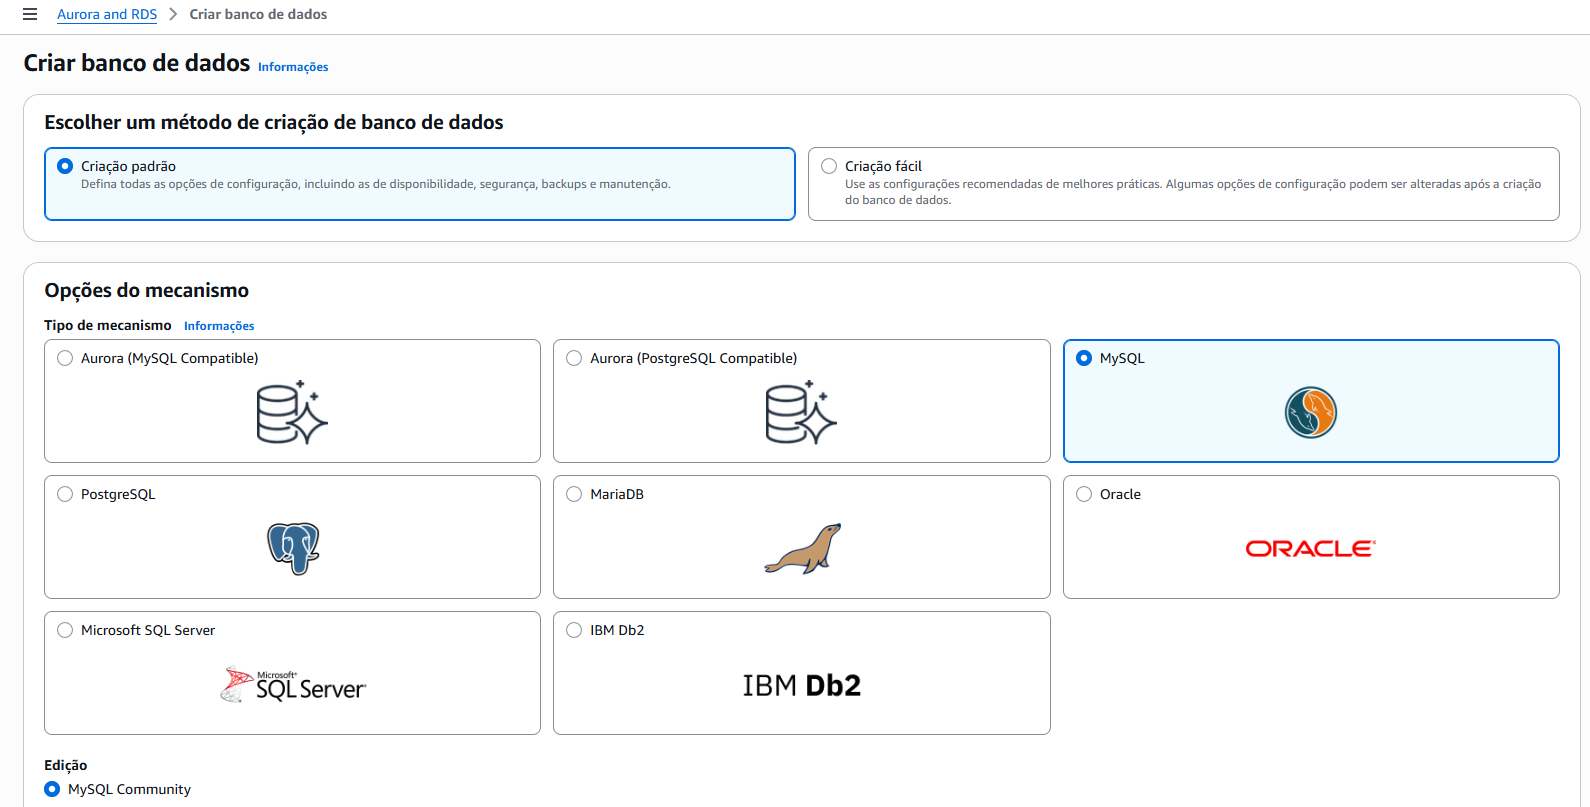 Aurora and RDS > Criar banco de dados
Criar banco de dados Informações
Escolher um método de criação de banco de dados
Criação padrão
Defina todas as opções de configuração, incluindo as de disponibilidade, segurança, backups e manutenção.
Criação fácil
Use as configurações recomendadas de melhores práticas. Algumas opções de configuração podem ser alteradas após a criação
do banco de dados.
Opções do mecanismo
Tipo de mecanismo Informações
Aurora (MySQL Compatible)
Aurora (PostgreSQL Compatible)
MySQL
PostgreSQL
MariaDB
Oracle
ORACLE®
Microsoft SQL Server
Microsoft®
SQL Server®
IBM Db2
IBM Db2
Edição
MySQL Community